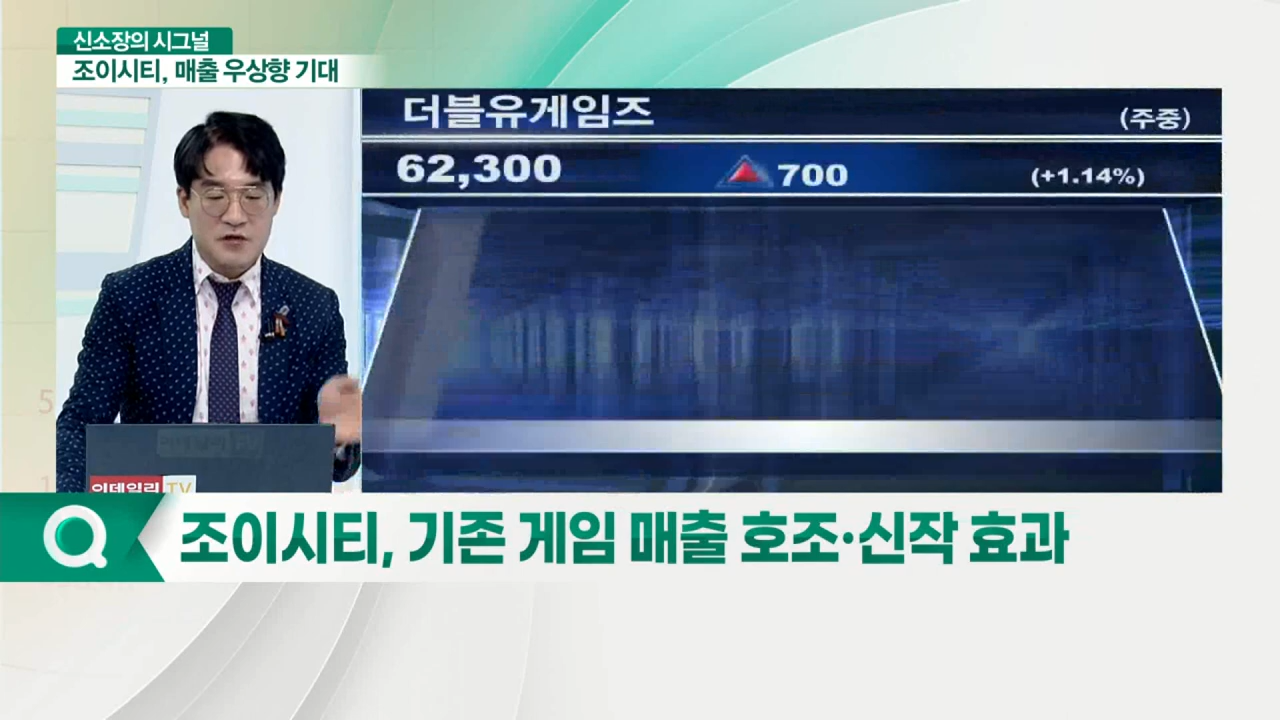 신소장의 시그널
조이시티, 매출 우상향 기대
더블유게임즈
(주중)
62,300
700
(+1.14%)
5
1
이데일리TV
조이시티, 기존 게임 매출 호조·신작 효과